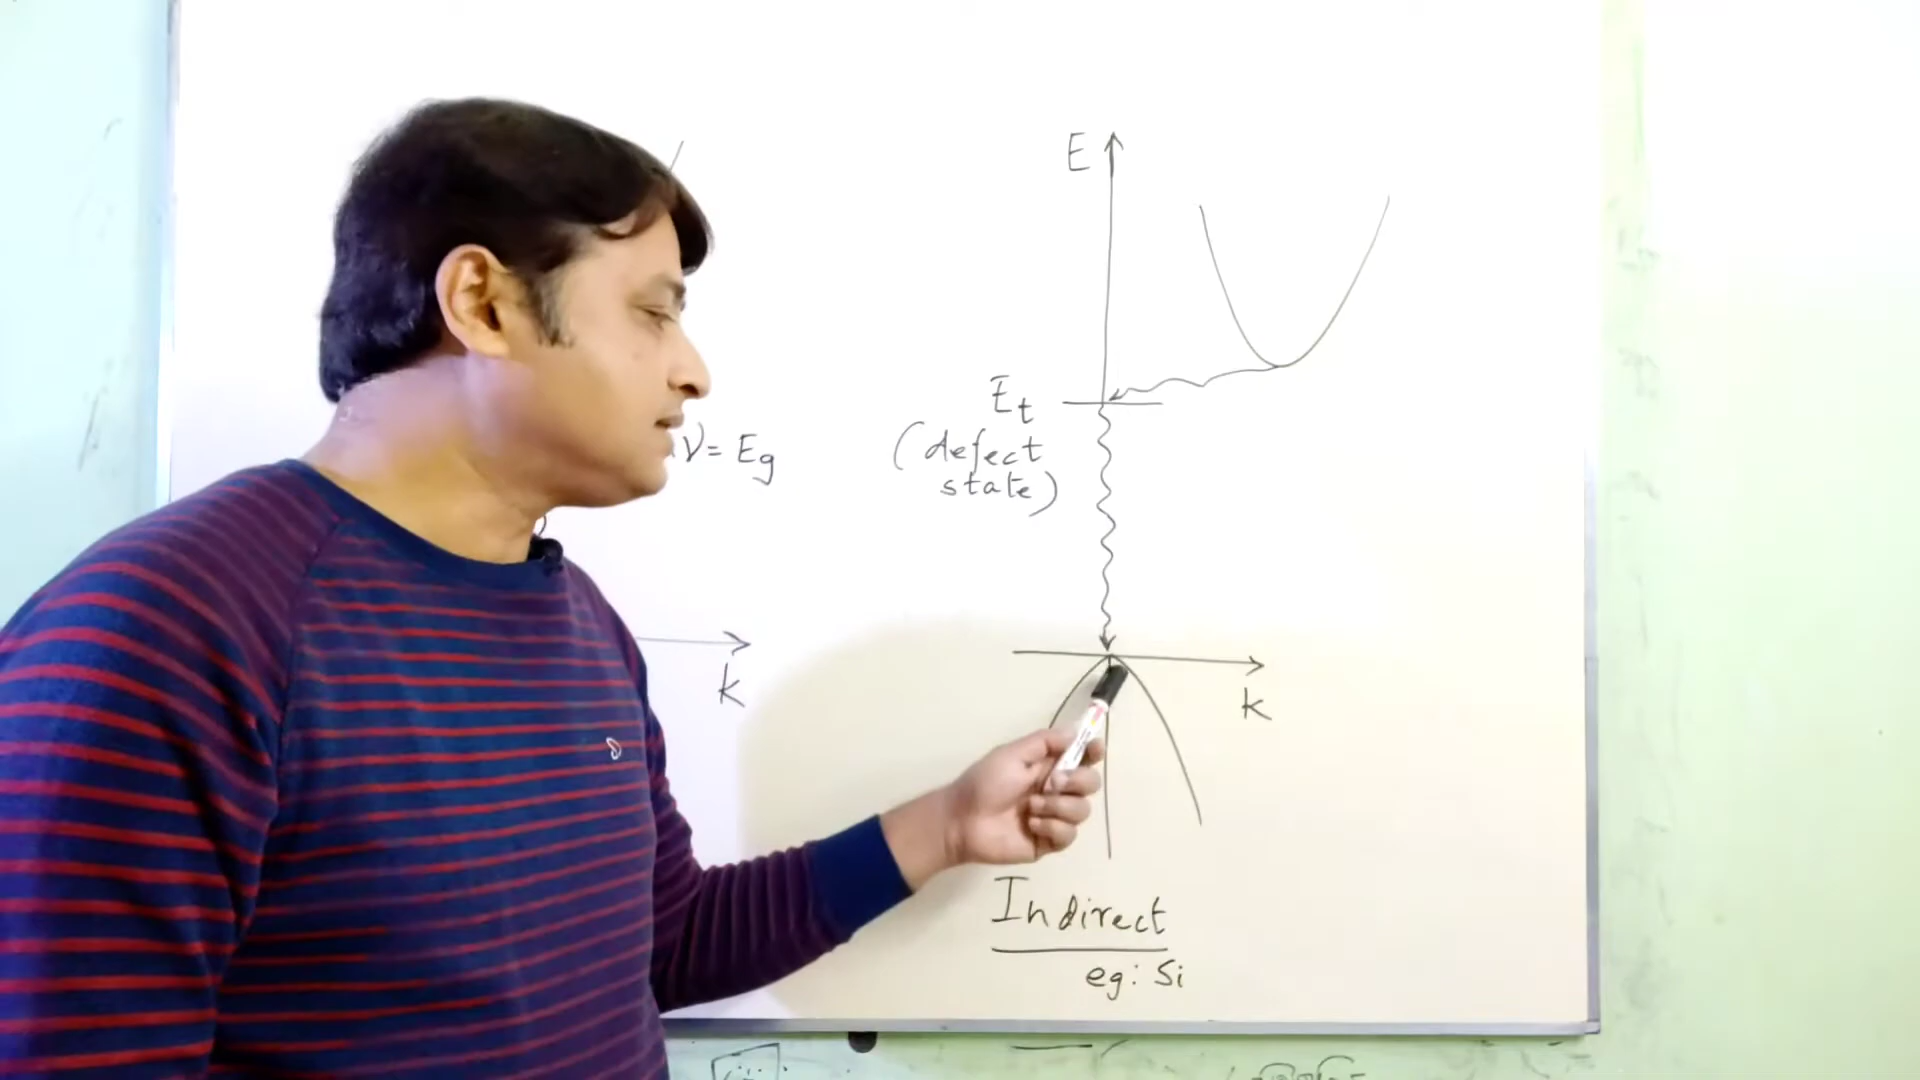 ν = Eg
k
E
Et
(defect
state)
k
Indirect
eg: Si